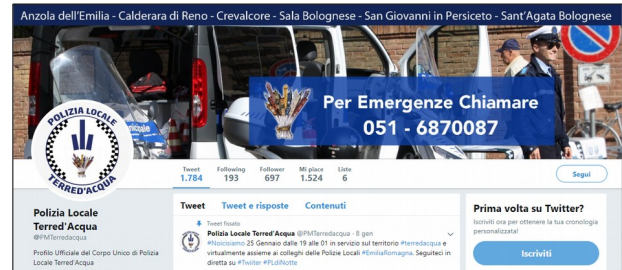 Anzola dell'Emilia - Calderara di Reno - Crevalcore - Sala Bolognese - San Giovanni in Persiceto - Sant'Agata Bolognese
Per Emergenze Chiamare
051 - 6870087
POLIZIA LOCALE
TERRED'ACQUA
Tweet Following Follower Mi piace Liste
1.784 193 697 1.524 6
Segui
Polizia Locale
Terred'Acqua
@PMTerredacqua
Profilo Ufficiale del Corpo Unico di Polizia
Locale Terred'Acqua
Tweet Tweet e risposte Contenuti
Tweet fissato
Polizia Locale Terred'Acqua @PMTerredacqua · 8 gen
#Noicisiamo 25 Gennaio dalle 19 alle 01 in servizio sul territorio #terredacqua e
virtualmente assieme ai colleghi delle Polizie Locali #EmiliaRomagna. Seguiteci in
diretta su #Twiiter #PLdiNotte
Prima volta su Twitter?
Iscriviti ora per ottenere la tua cronologia
personalizzata!
Iscriviti